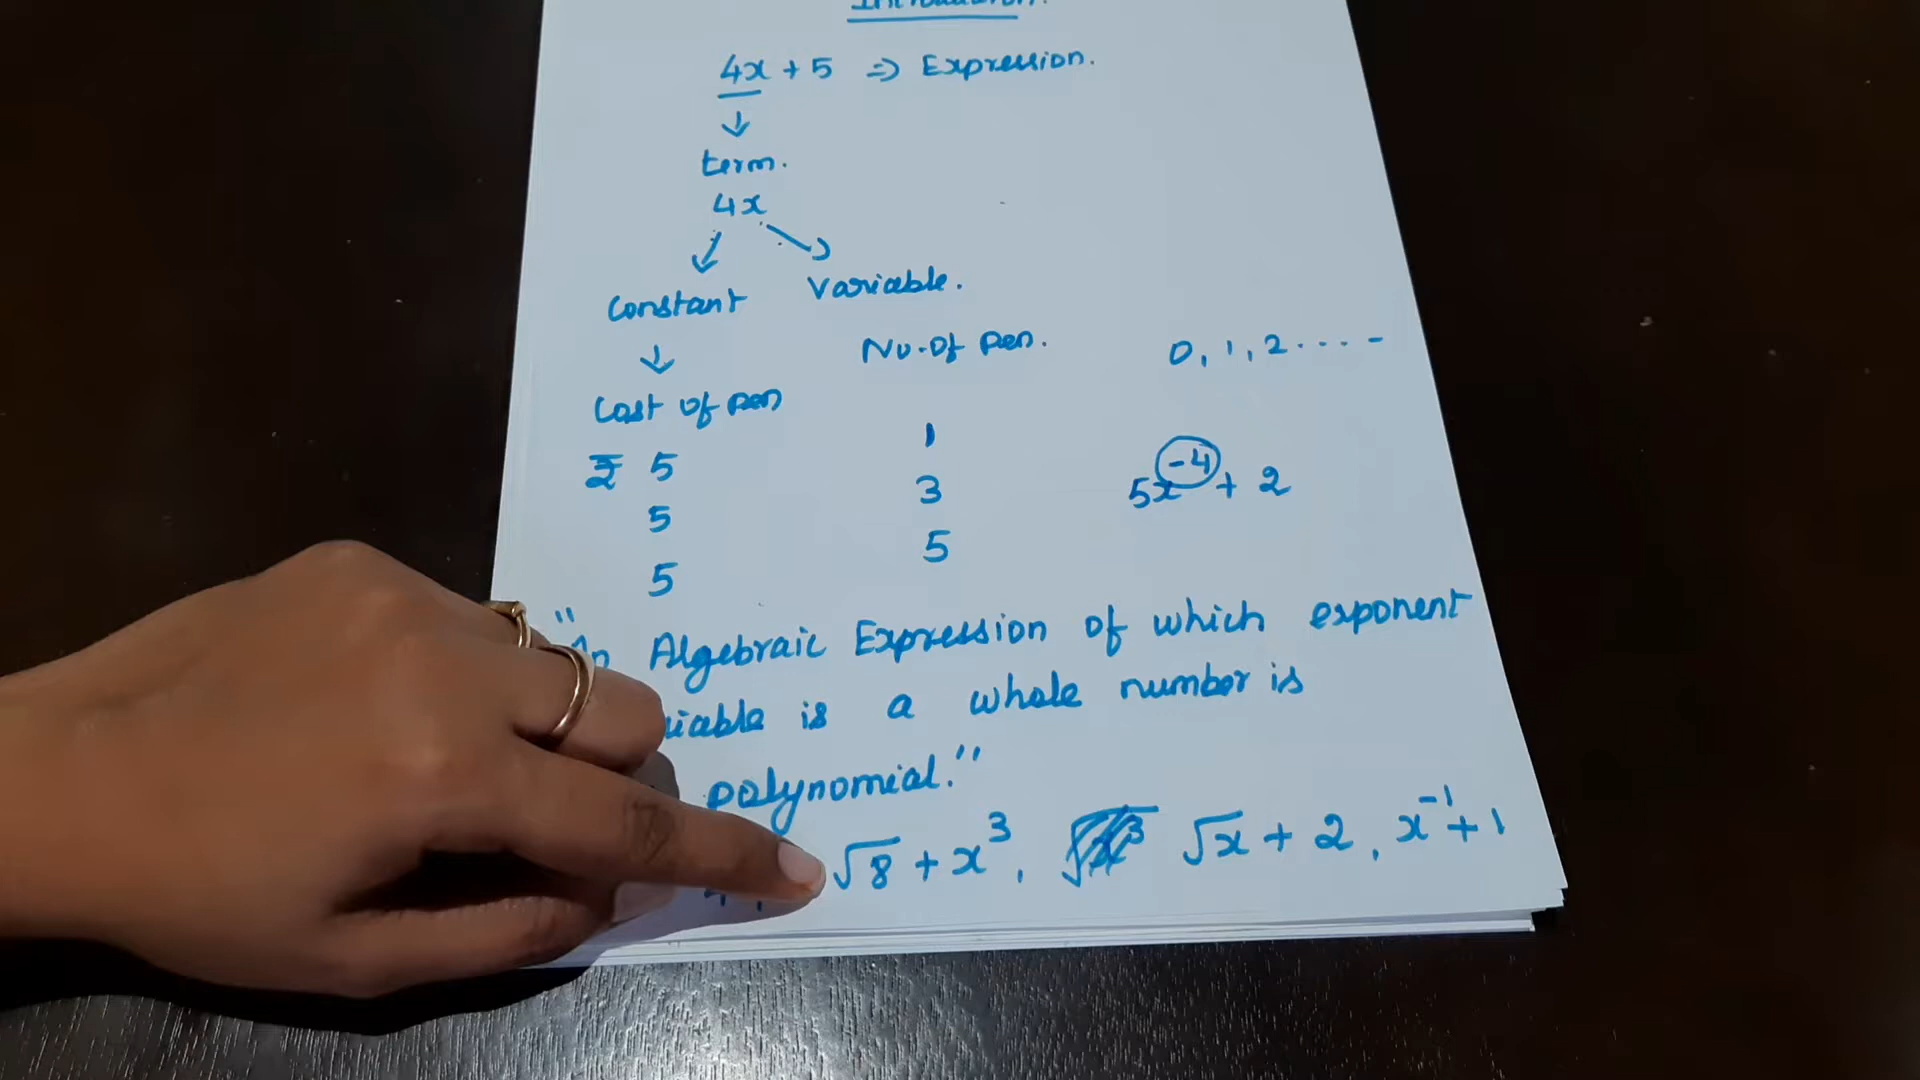 4x + 5 => Expression.
↓
term.
4x
Constant Variable.
↓
Cost of pen No. Of pen. 0, 1, 2 . . . . -
₹ 5 1
5 3 5x⁻⁴ + 2
5 5
" Algebraic Expression Of which exponent
is a whole number is
polynomial."
√8 + x³, √x + 2, x⁻¹ + 1